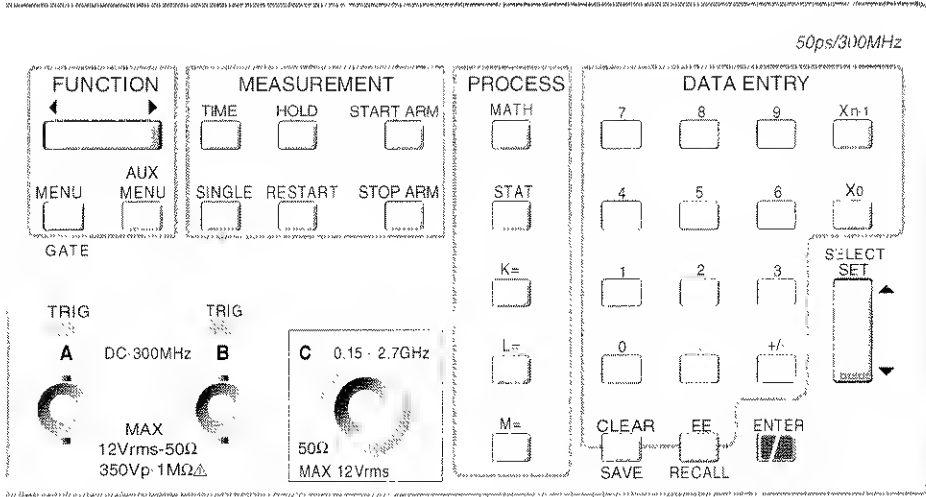 50ps/300MHz
FUNCTION
MEASUREMENT
PROCESS
DATA ENTRY
TIME
HOLD
START ARM
MATH
7
8
9
Xn-1
AUX
MENU
MENU
SINGLE
RESTART
STOP ARM
STAT
4
5
6
X0
GATE
SELECT
SET
K=
1
2
3
TRIG
TRIG
A
DC-300MHz
B
C
0.15 - 2.7GHz
L=
0
.
+/-
MAX
12Vrms-50Ω
350Vp-1MΩ⚠
50Ω
MAX 12Vrms
M=
CLEAR
EE
ENTER
SAVE
RECALL